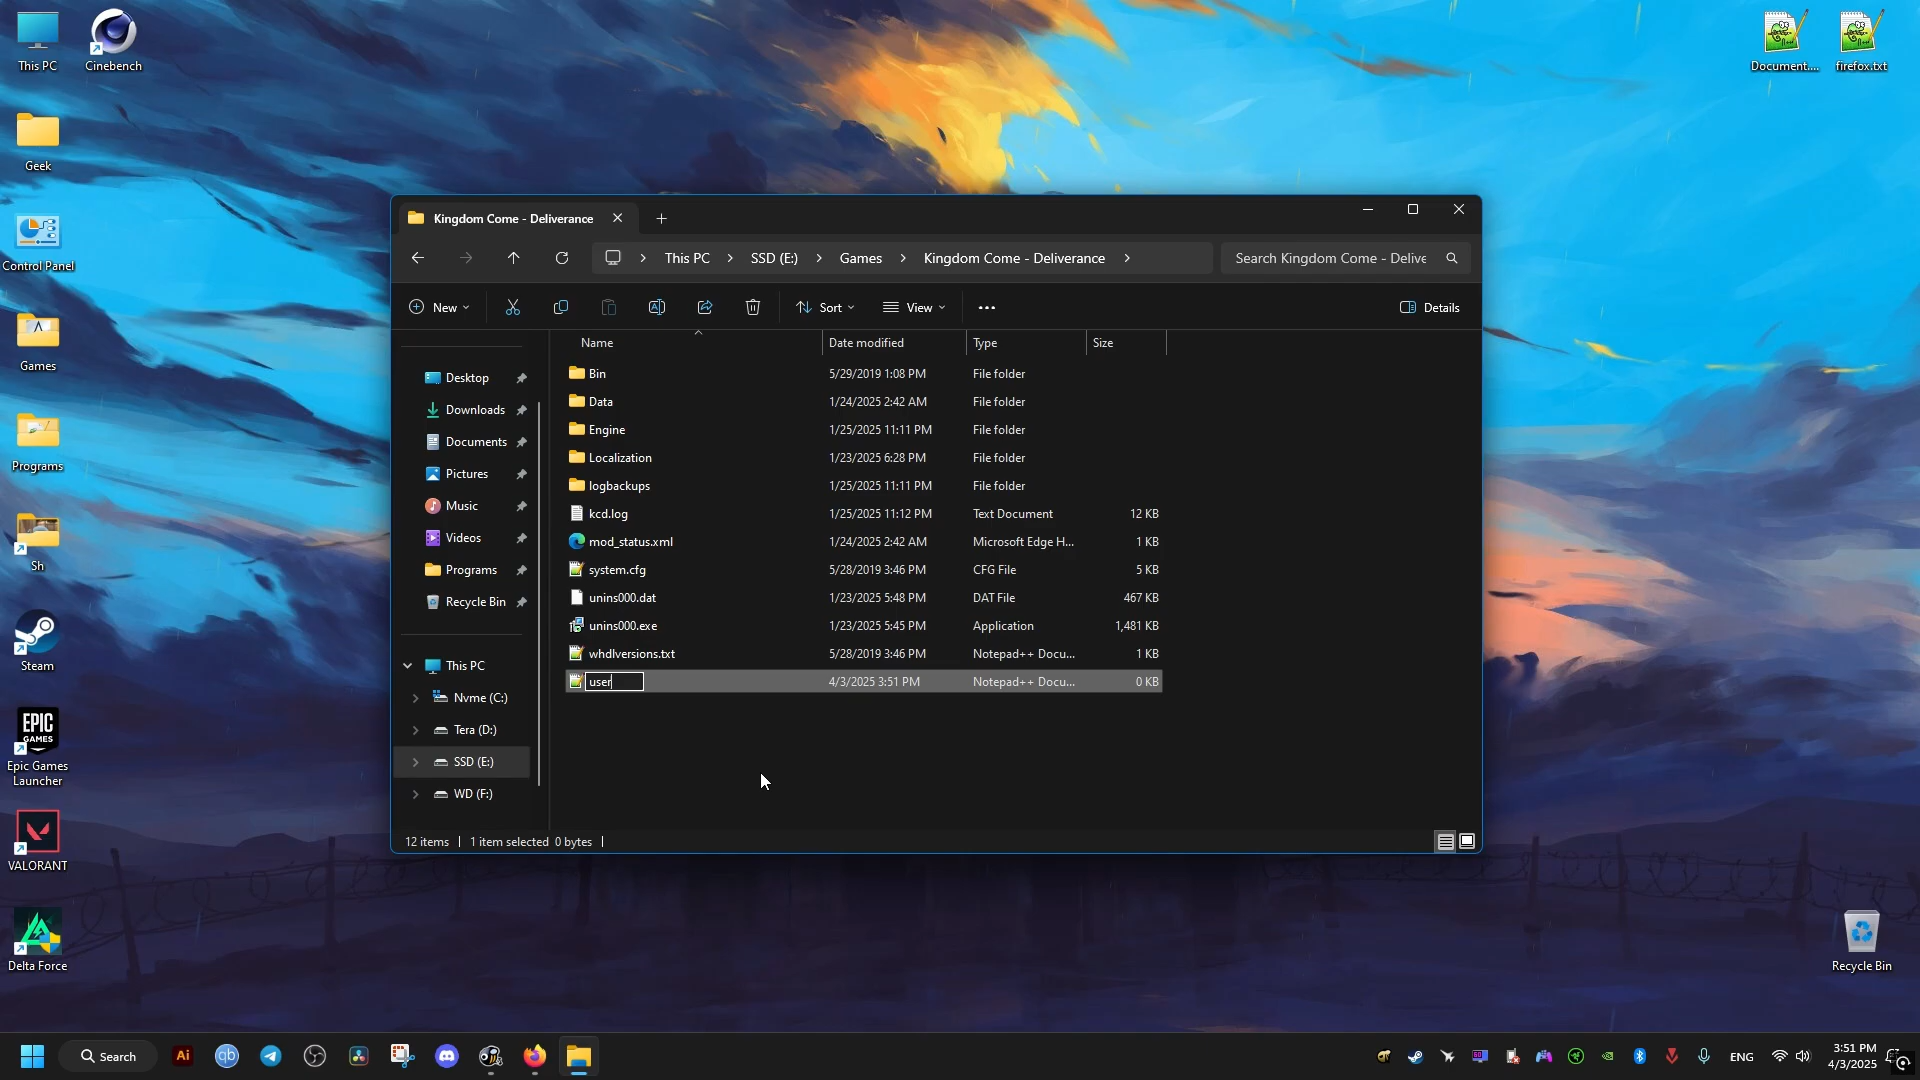 This PC
Cinebench
Document....
firefox.txt
Geek
Control Panel
Games
Programs
Sh
Steam
EPIC
GAMES
Epic Games
Launcher
VALORANT
Delta Force
Recycle Bin
Kingdom Come - Deliverance
This PC
SSD (E:)
Games
Kingdom Come - Deliverance
Search Kingdom Come - Delive
New
Sort
View
Details
Desktop
Downloads
Documents
Pictures
Music
Videos
Programs
Recycle Bin
This PC
Nvme (C:)
Tera (D:)
SSD (E:)
WD (F:)
Name Date modified Type Size
Bin 5/29/2019 1:08 PM File folder
Data 1/24/2025 2:42 AM File folder
Engine 1/25/2025 11:11 PM File folder
Localization 1/23/2025 6:28 PM File folder
logbackups 1/25/2025 11:11 PM File folder
kcd.log 1/25/2025 11:12 PM Text Document 12 KB
mod_status.xml 1/24/2025 2:42 AM Microsoft Edge H... 1 KB
system.cfg 5/28/2019 3:46 PM CFG File 5 KB
unins000.dat 1/23/2025 5:48 PM DAT File 467 KB
unins000.exe 1/23/2025 5:45 PM Application 1,481 KB
whdlversions.txt 5/28/2019 3:46 PM Notepad++ Docu... 1 KB
user 4/3/2025 3:51 PM Notepad++ Docu... 0 KB
12 items
1 item selected 0 bytes
Search
Ai
qb
60
ENG
3:51 PM
4/3/2025